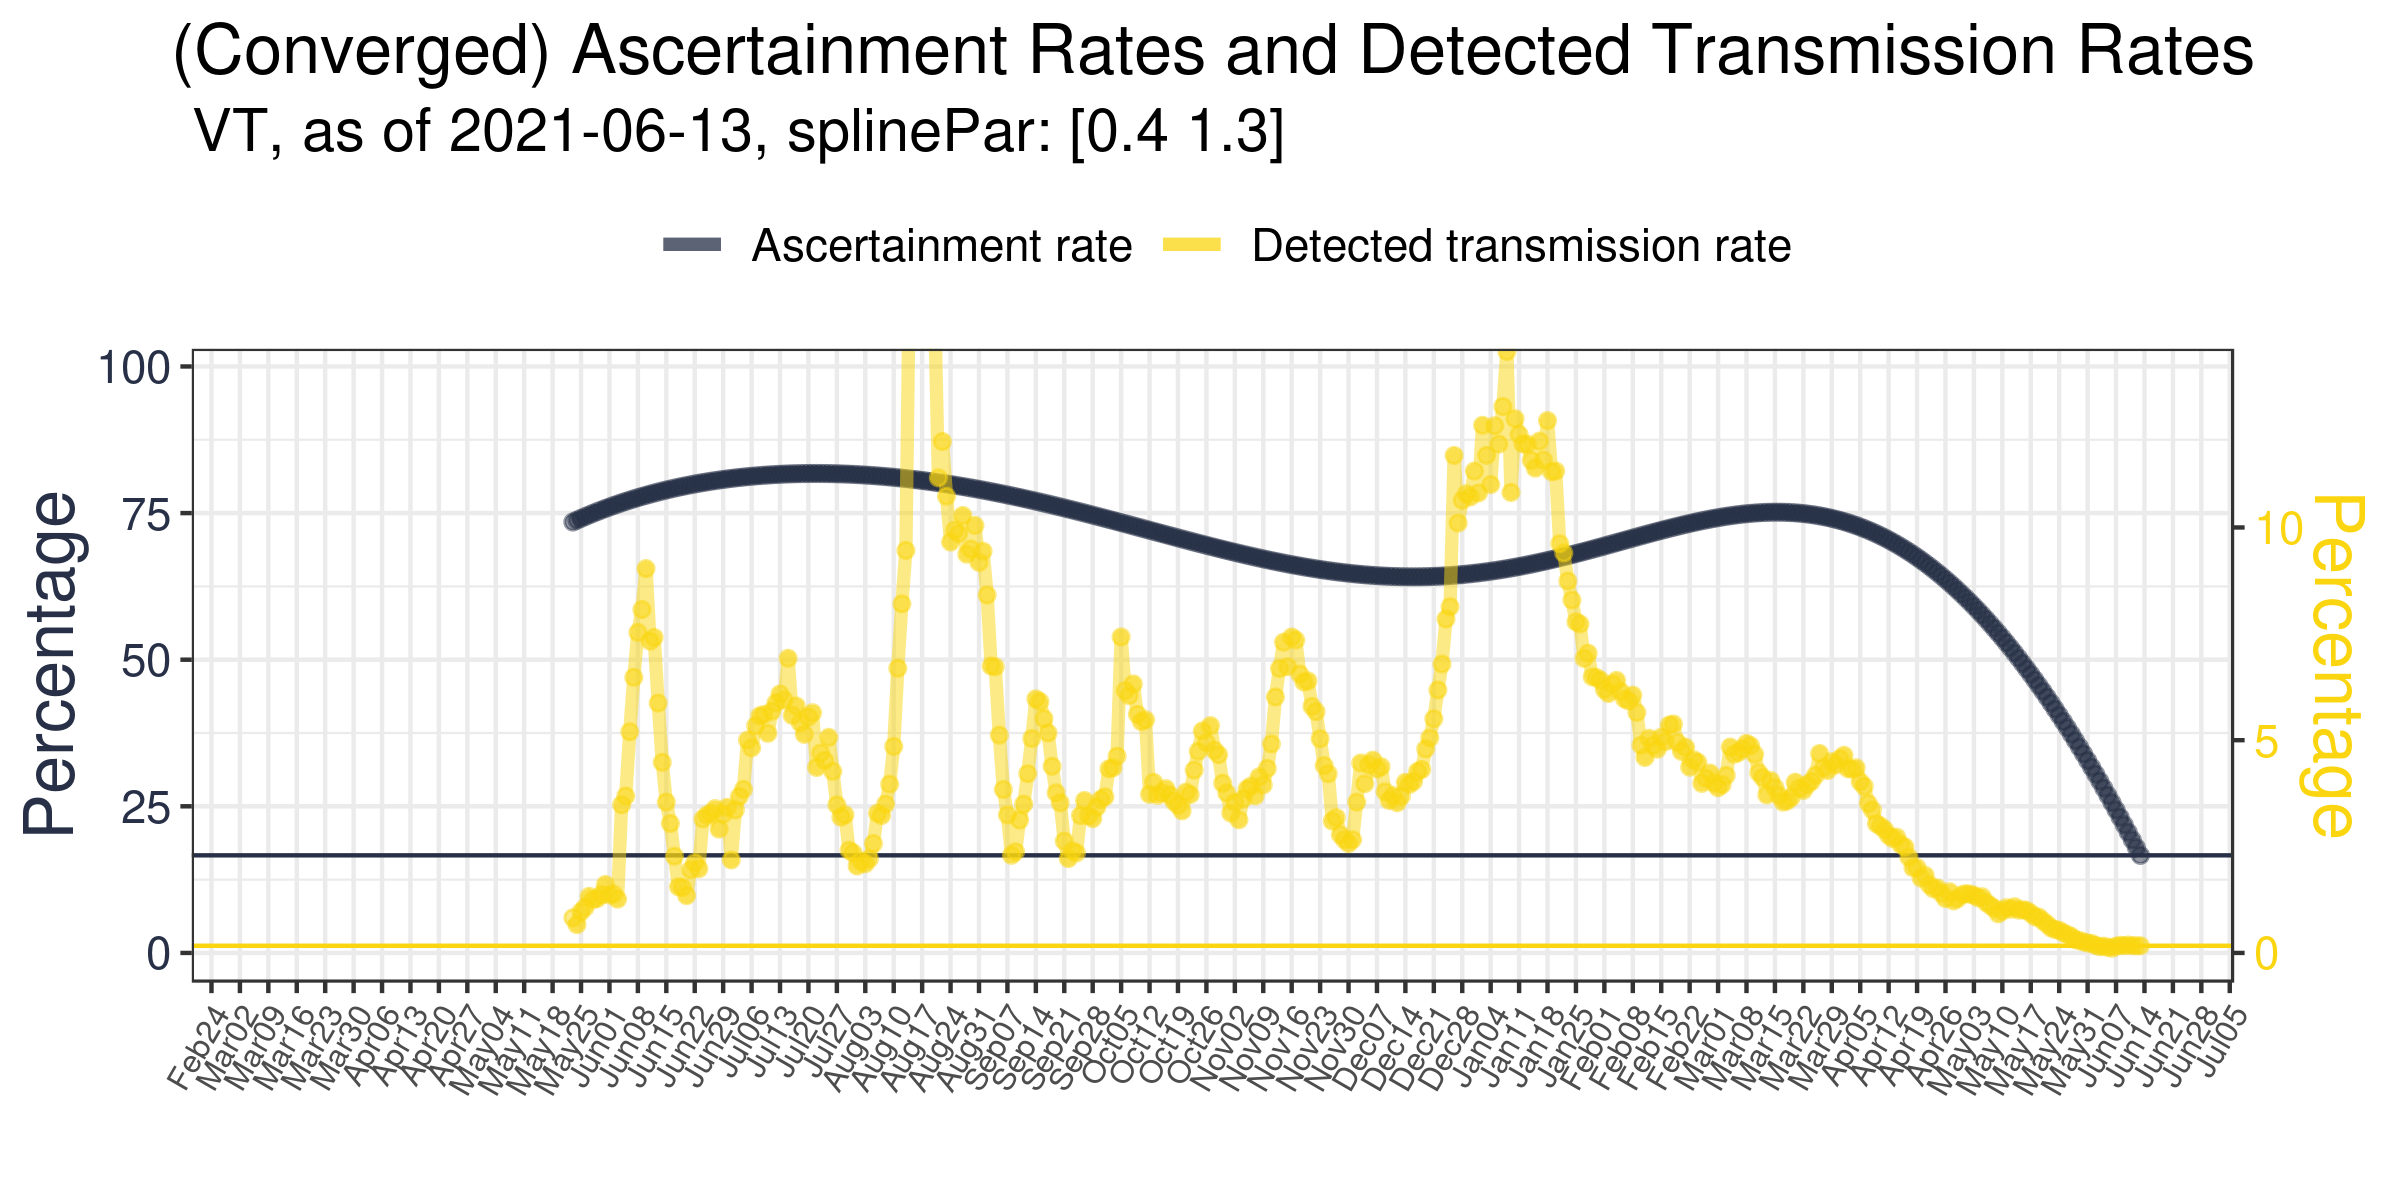 (Converged) Ascertainment Rates and Detected Transmission Rates
VT, as of 2021-06-13, splinePar: [0.4 1.3]
Ascertainment rate Detected transmission rate
Percentage
100
75
50
25
0
10
5
0
Percentage
Feb24 Mar02 Mar09 Mar16 Mar23 Mar30 Apr06 Apr13 Apr20 Apr27 May04 May11 May18 May25 Jun01 Jun08 Jun15 Jun22 Jun29 Jul06 Jul13 Jul20 Jul27 Aug03 Aug10 Aug17 Aug24 Aug31 Sep07 Sep14 Sep21 Sep28 Oct05 Oct12 Oct19 Oct26 Nov02 Nov09 Nov16 Nov23 Nov30 Dec07 Dec14 Dec21 Dec28 Jan04 Jan11 Jan18 Jan25 Feb01 Feb08 Feb15 Feb22 Mar01 Mar08 Mar15 Mar22 Mar29 Apr05 Apr12 Apr19 Apr26 May03 May10 May17 May24 May31 Jun07 Jun14 Jun21 Jun28 Jul05